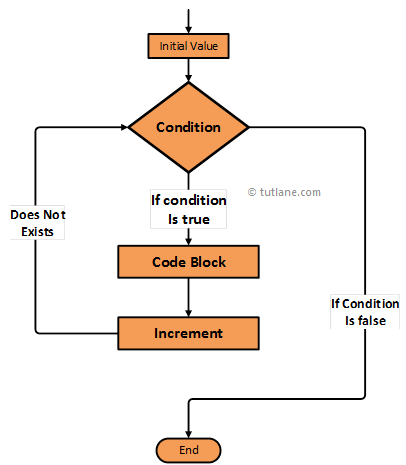 Initial Value
Condition
© tutlane.com
If condition
Is true
Does Not
Exists
Code Block
If Condition
Is false
Increment
End